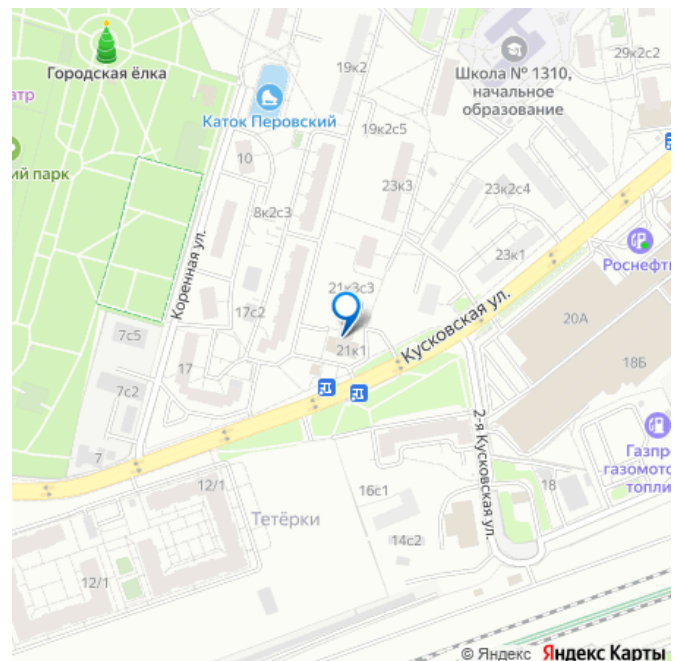 Городская ёлка
19к2
Школа № 1310,
начальное
образование
29к2с2
атр
Каток Перовский
19к2с5
10
ий парк
23к3
23к2с4
8к2с3
Коренная ул.
23к1
Роснефть
21к3с3
17с2
20А
Кусковская ул.
7с5
21к1
18Б
17
7с2
2-я Кусковская ул.
7
Газпр
газомото
топли
12/1
16с1
18
Тетёрки
14с2
12/1
© Яндекс Яндекс Карты